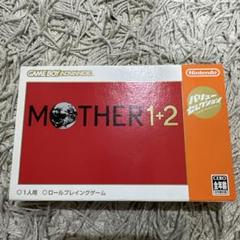 GAME BOY ADVANCE
Nintendo
バリュー
セレクション
MOTHER1+2
○1人用 ○ロールプレイングゲーム
CERO
全年齢